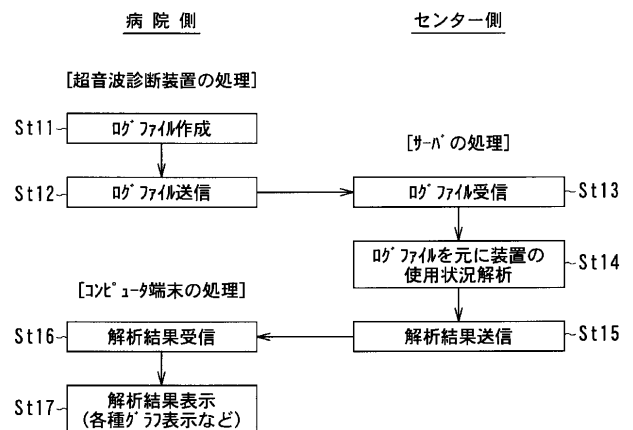 病 院 側
センター側
[超音波診断装置の処理]
St11
ﾛｸﾞﾌｧｲﾙ作成
[ｻｰﾊﾞの処理]
St12
ﾛｸﾞﾌｧｲﾙ送信
ﾛｸﾞﾌｧｲﾙ受信
St13
ﾛｸﾞﾌｧｲﾙを元に装置の
使用状況解析
St14
[ｺﾝﾋﾟｭｰﾀ端末の処理]
St16
解析結果受信
解析結果送信
St15
St17
解析結果表示
(各種ｸﾞﾗﾌ表示など)